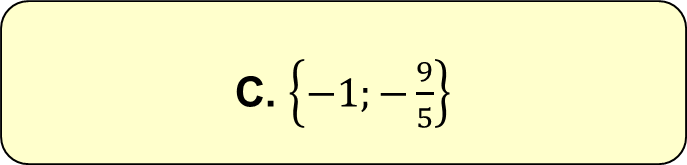 C. {−1; − 9/5}